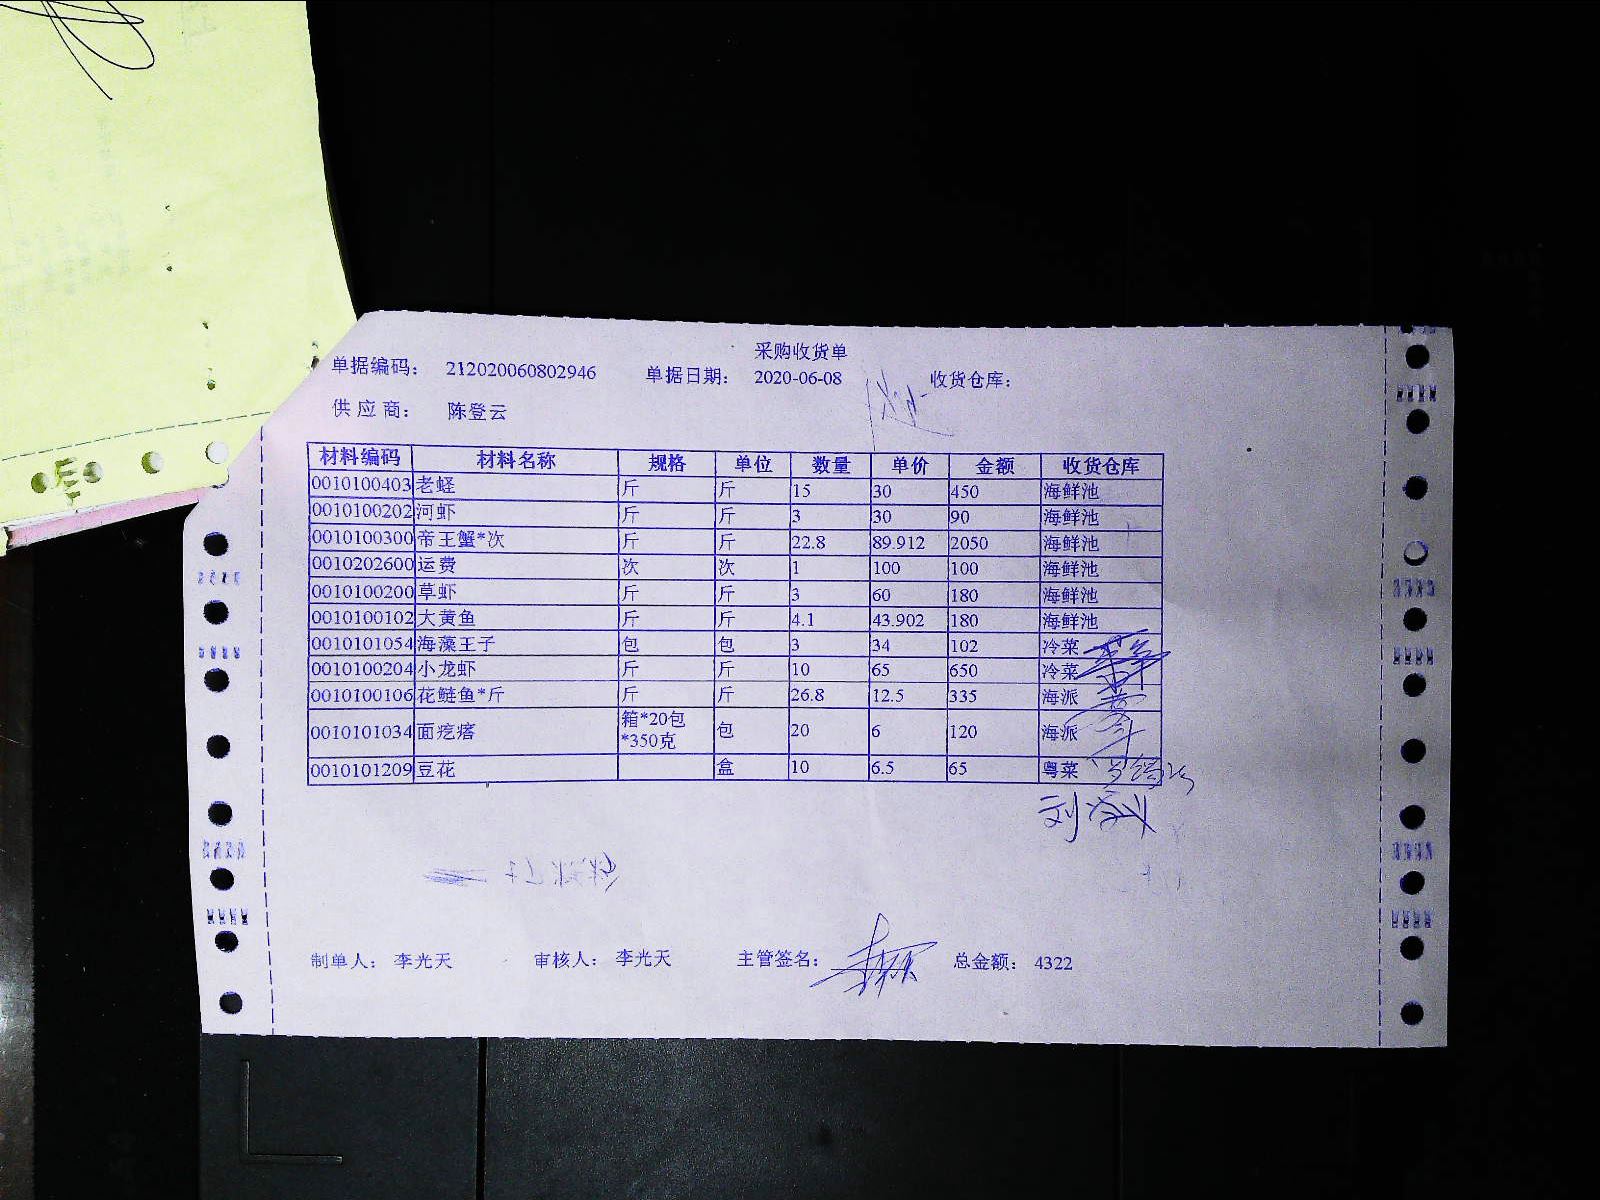 采购收货单
单据编码： 212020060802946 单据日期： 2020-06-08 收货仓库：
供应商： 陈登云
材料编码 材料名称 规格 单位 数量 单价 金额 收货仓库
0010100403 老蛏 斤 斤 15 30 450 海鲜池
0010100202 河虾 斤 斤 3 30 90 海鲜池
0010100300 帝王蟹*次 斤 斤 22.8 89.912 2050 海鲜池
0010202600 运费 次 次 1 100 100 海鲜池
0010100200 草虾 斤 斤 3 60 180 海鲜池
0010100102 大黄鱼 斤 斤 4.1 43.902 180 海鲜池
0010101054 海藻王子 包 包 3 34 102 冷菜
0010100204 小龙虾 斤 斤 10 65 650 冷菜
0010100106 花鲢鱼*斤 斤 斤 26.8 12.5 335 海派
0010101034 面疙瘩 箱*20包*350克 包 20 6 120 海派
0010101209 豆花 盒 10 6.5 65 粤菜
制单人： 李光天 审核人： 李光天 主管签名： 总金额： 4322